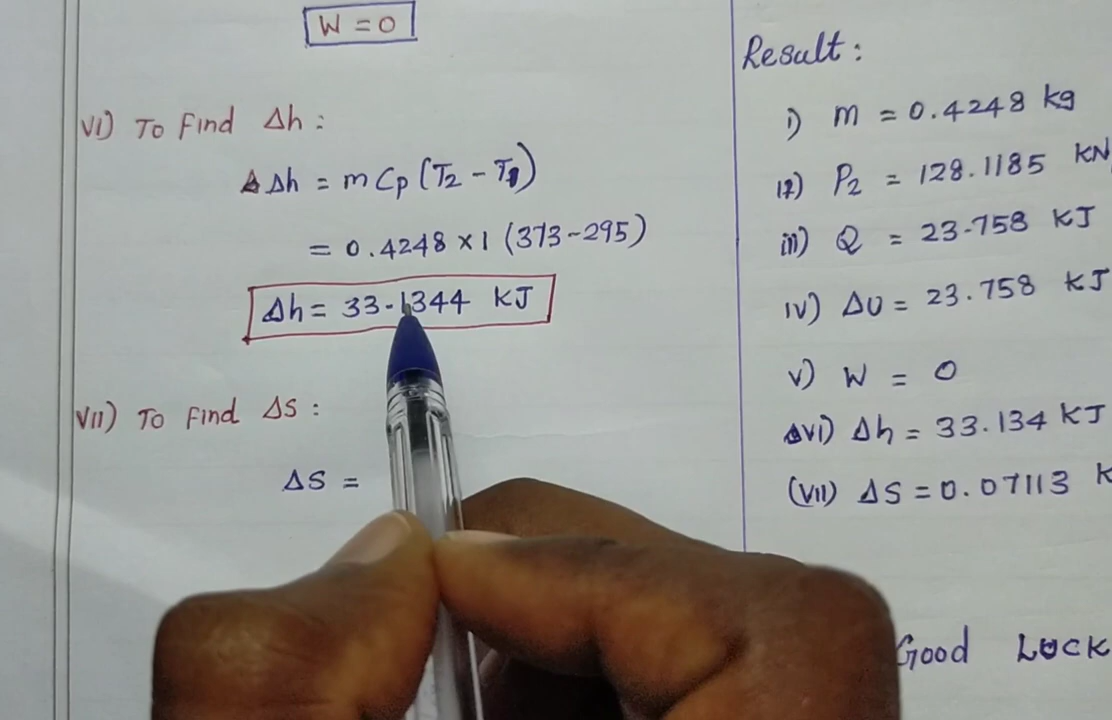 W = 0
VI) To Find Δh :
Δ Δh = m Cp (T2 - T1)
= 0.4248 × 1 (373-295)
Δh = 33.1344 KJ
VII) To Find ΔS :
ΔS =
Result :
i) m = 0.4248 kg
ii) P2 = 128.1185 KN
iii) Q = 23.758 KJ
iv) ΔU = 23.758 KJ
v) W = 0
vi) Δh = 33.134 KJ
(VII) ΔS = 0.07113 K
Good LUCK